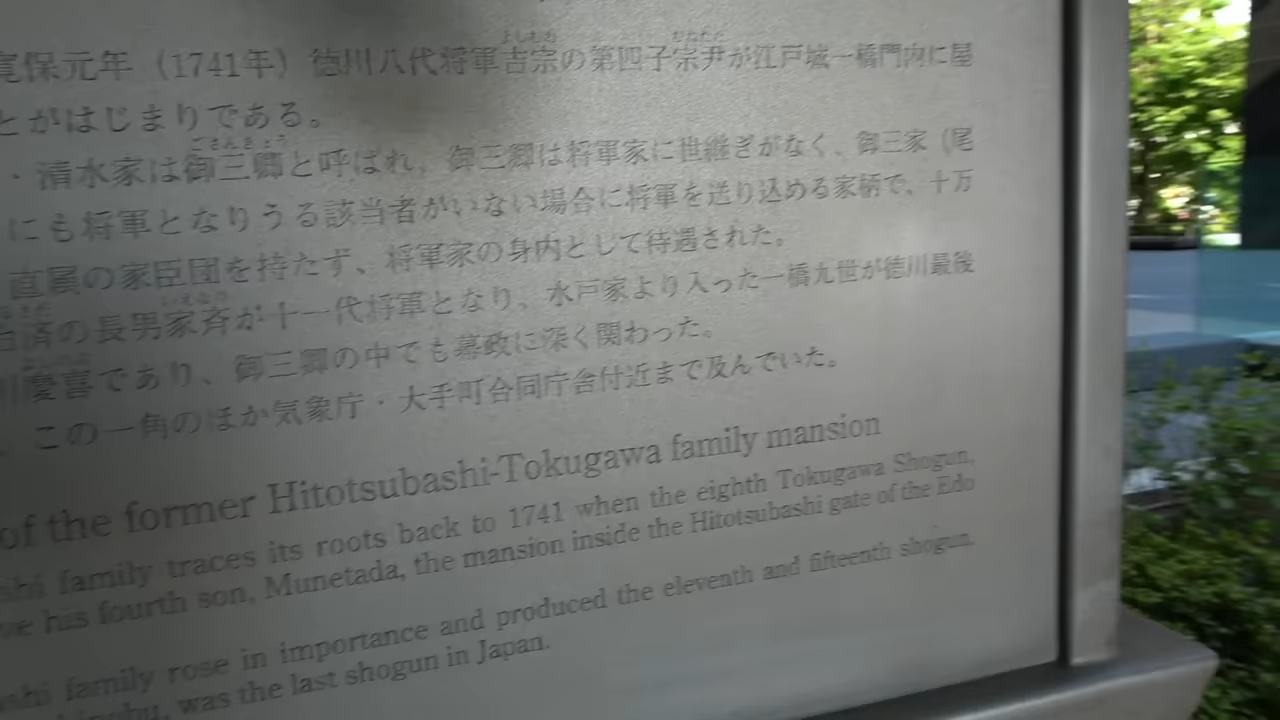 保元年（1741年）徳川八代将軍吉宗の第四子宗尹が江戸城一橋門内に屋
とがはじまりである。
・清水家は御三卿と呼ばれ、御三卿は将軍家に世継ぎがなく、御三家（尾
にも将軍となりうる該当者がいない場合に将軍を送り込める家柄で、十万
直属の家臣団を持たず、将軍家の身内として待遇された。
済の長男家斉が十一代将軍となり、水戸家より入った一橋九世が徳川最後
慶喜であり、御三卿の中でも幕政に深く関わった。
この一角のほか気象庁・大手町合同庁舎付近まで及んでいた。
of the former Hitotsubashi-Tokugawa family mansion
shi family traces its roots back to 1741 when the eighth Tokugawa Shogun,
ve his fourth son, Munetada, the mansion inside the Hitotsubashi gate of the Edo
shi family rose in importance and produced the eleventh and fifteenth shogun.
was the last shogun in Japan.